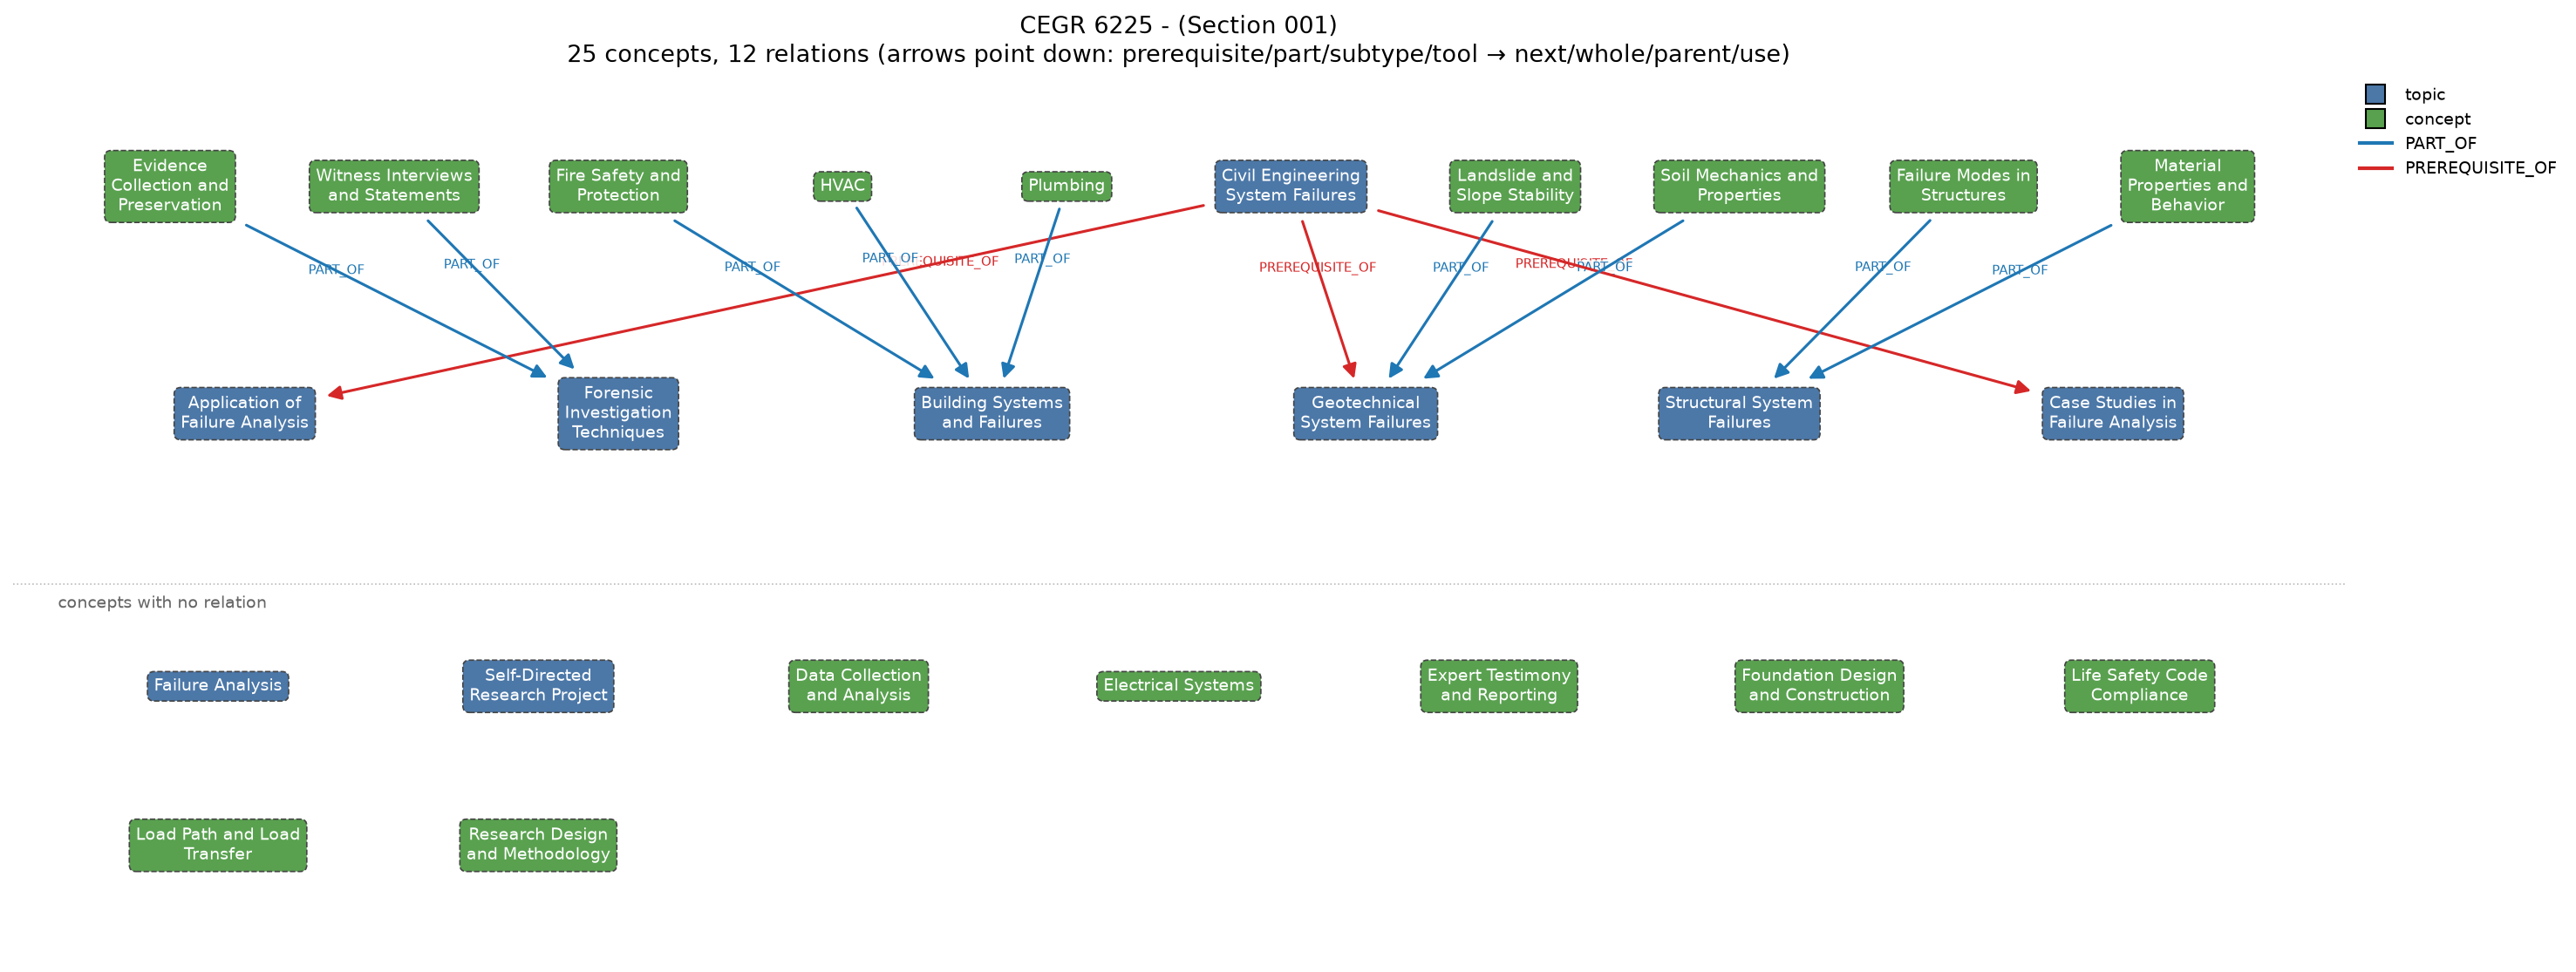 CEGR 6225 - (Section 001)
25 concepts, 12 relations (arrows point down: prerequisite/part/subtype/tool → next/whole/parent/use)
topic
concept
PART_OF
PREREQUISITE_OF
Evidence
Collection and
Preservation
Witness Interviews
and Statements
Fire Safety and
Protection
HVAC
Plumbing
Civil Engineering
System Failures
Landslide and
Slope Stability
Soil Mechanics and
Properties
Failure Modes in
Structures
Material
Properties and
Behavior
PART_OF
PART_OF
PART_OF
PART_OF
PART_OF
PREREQUISITE_OF
PART_OF
PART_OF
PART_OF
PART_OF
Application of
Failure Analysis
Forensic
Investigation
Techniques
Building Systems
and Failures
Geotechnical
System Failures
Structural System
Failures
Case Studies in
Failure Analysis
concepts with no relation
Failure Analysis
Self-Directed
Research Project
Data Collection
and Analysis
Electrical Systems
Expert Testimony
and Reporting
Foundation Design
and Construction
Life Safety Code
Compliance
Load Path and Load
Transfer
Research Design
and Methodology